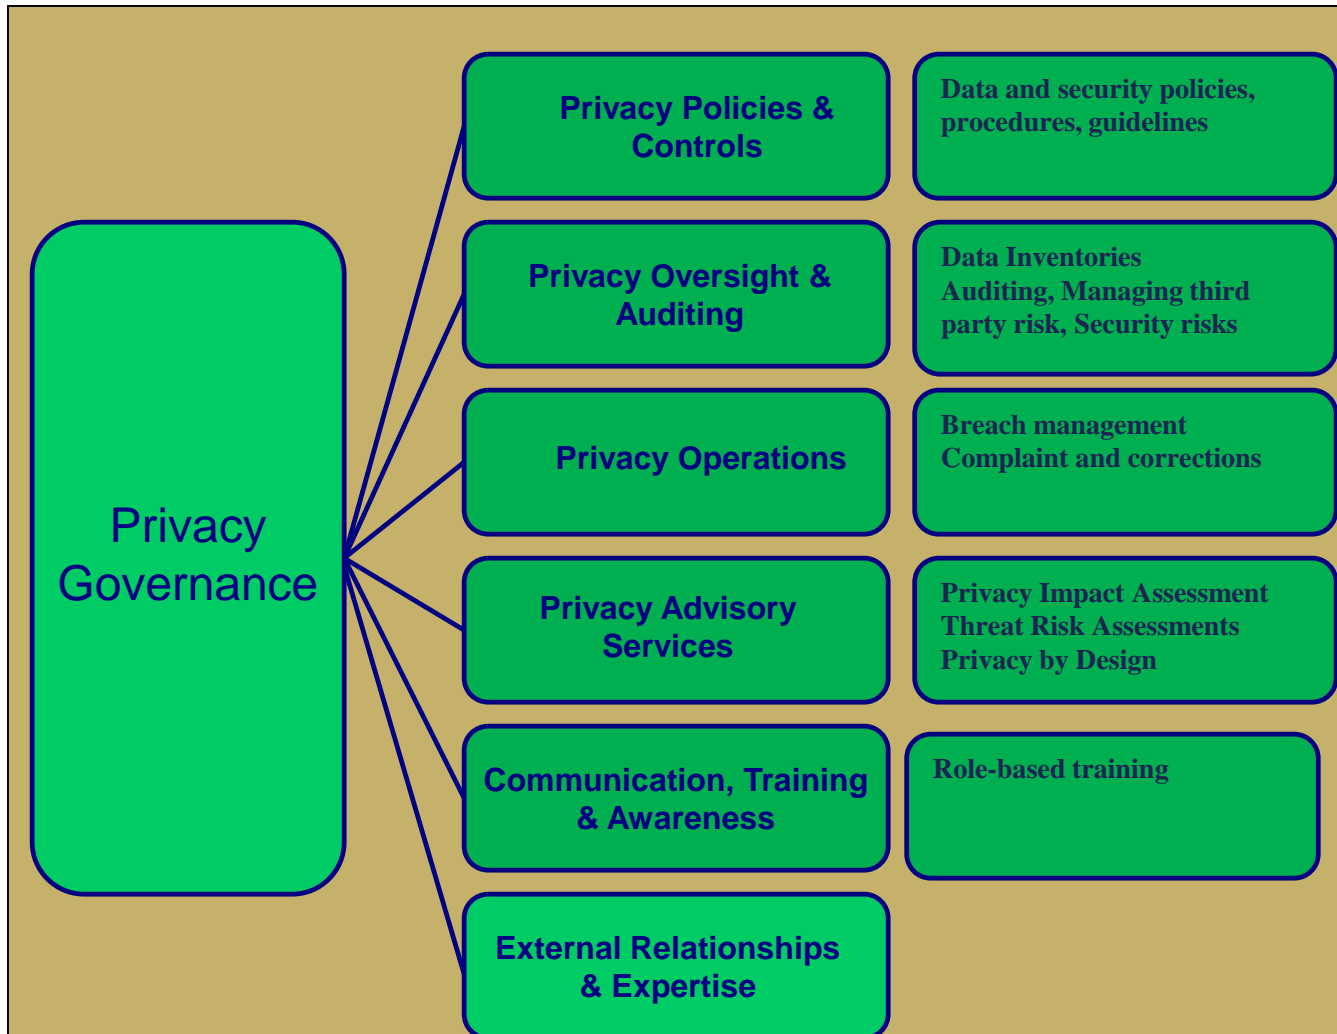 Privacy
Governance
Privacy Policies &
Controls
Data and security policies,
procedures, guidelines
Privacy Oversight &
Auditing
Data Inventories
Auditing, Managing third
party risk, Security risks
Privacy Operations
Breach management
Complaint and corrections
Privacy Advisory
Services
Privacy Impact Assessment
Threat Risk Assessments
Privacy by Design
Communication, Training
& Awareness
Role-based training
External Relationships
& Expertise